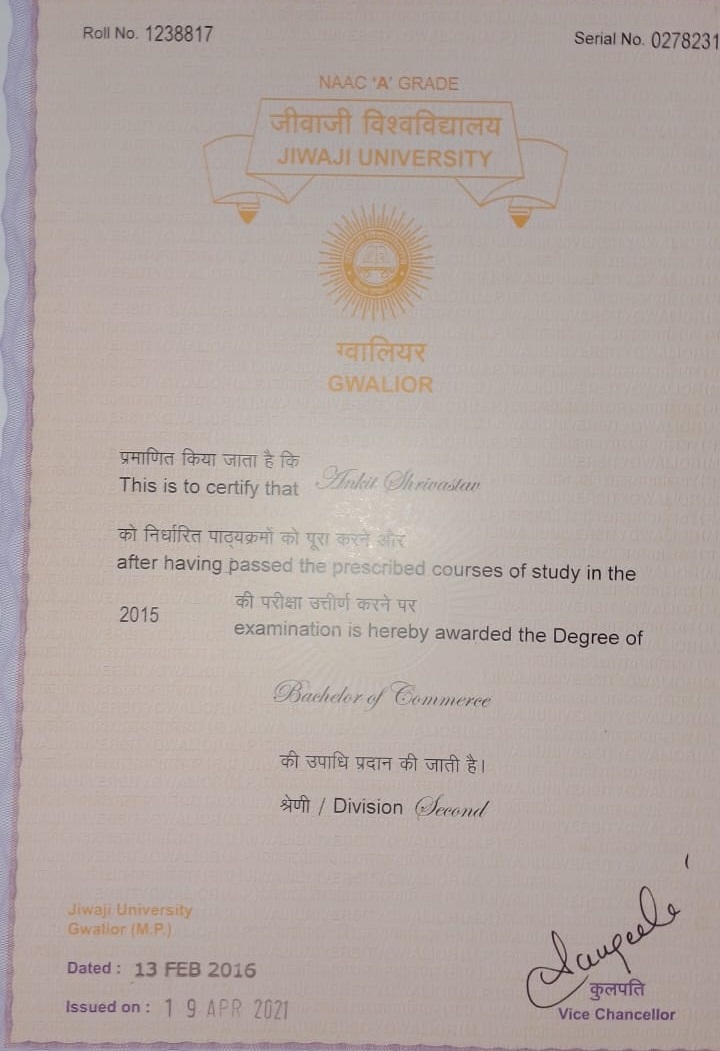 Roll No. 1238817
Serial No. 0278231
NAAC 'A' GRADE
जीवाजी विश्वविद्यालय
JIWAJI UNIVERSITY
ग्वालियर
GWALIOR
प्रमाणित किया जाता है कि
This is to certify that Ankit Shrivastav
को निर्धारित पाठ्यक्रमों को पूरा करने और
after having passed the prescribed courses of study in the
2015 की परीक्षा उत्तीर्ण करने पर
examination is hereby awarded the Degree of
Bachelor of Commerce
की उपाधि प्रदान की जाती है।
श्रेणी / Division Second
Jiwaji University
Gwalior (M.P.)
Dated : 13 FEB 2016
Issued on : 19 APR 2021
कुलपति
Vice Chancellor